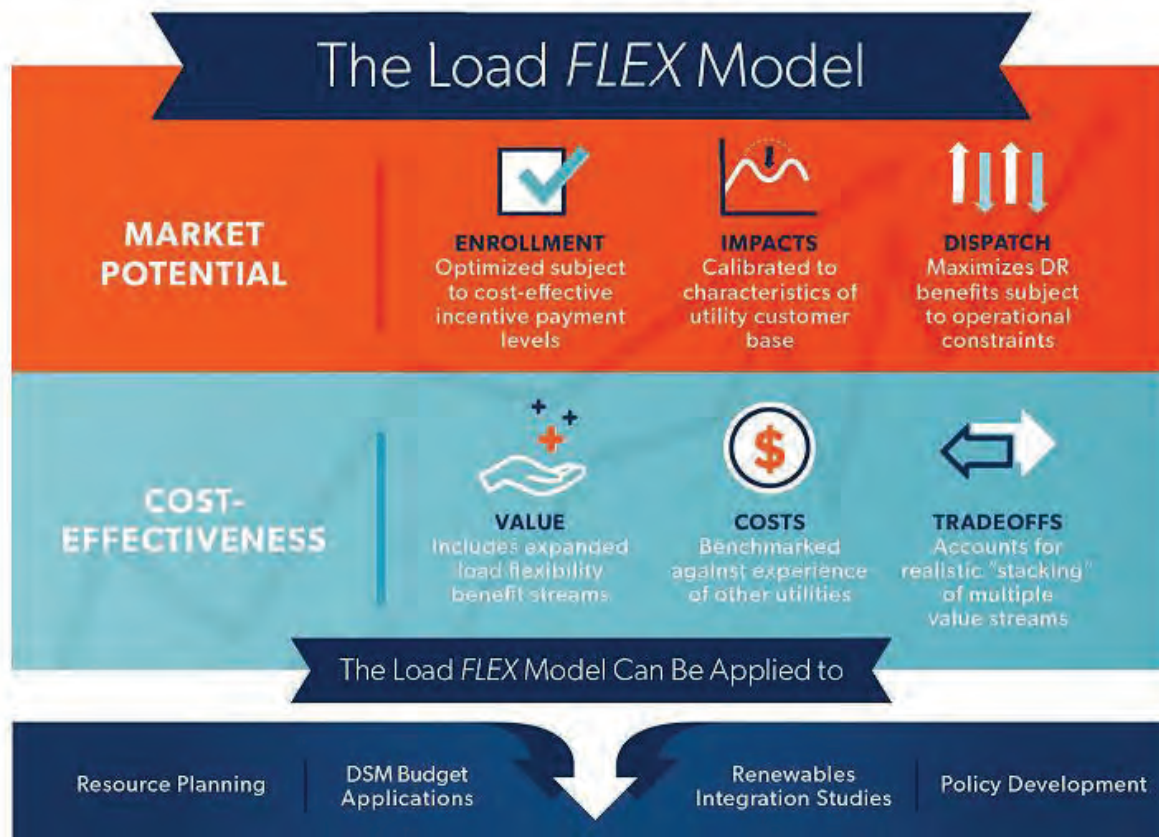 The Load FLEX Model
MARKET
POTENTIAL
ENROLLMENT
Optimized subject
to cost-effective
incentive payment
levels
IMPACTS
Calibrated to
characteristics of
utility customer
base
DISPATCH
Maximizes DR
benefits subject
to operational
constraints
COST-
EFFECTIVENESS
VALUE
Includes expanded
load flexibility
benefit streams
$
COSTS
Benchmarked
against experience
of other utilities
TRADEOFFS
Accounts for
realistic "stacking"
of multiple
value streams
The Load FLEX Model Can Be Applied to
Resource Planning
DSM Budget
Applications
Renewables
Integration Studies
Policy Development